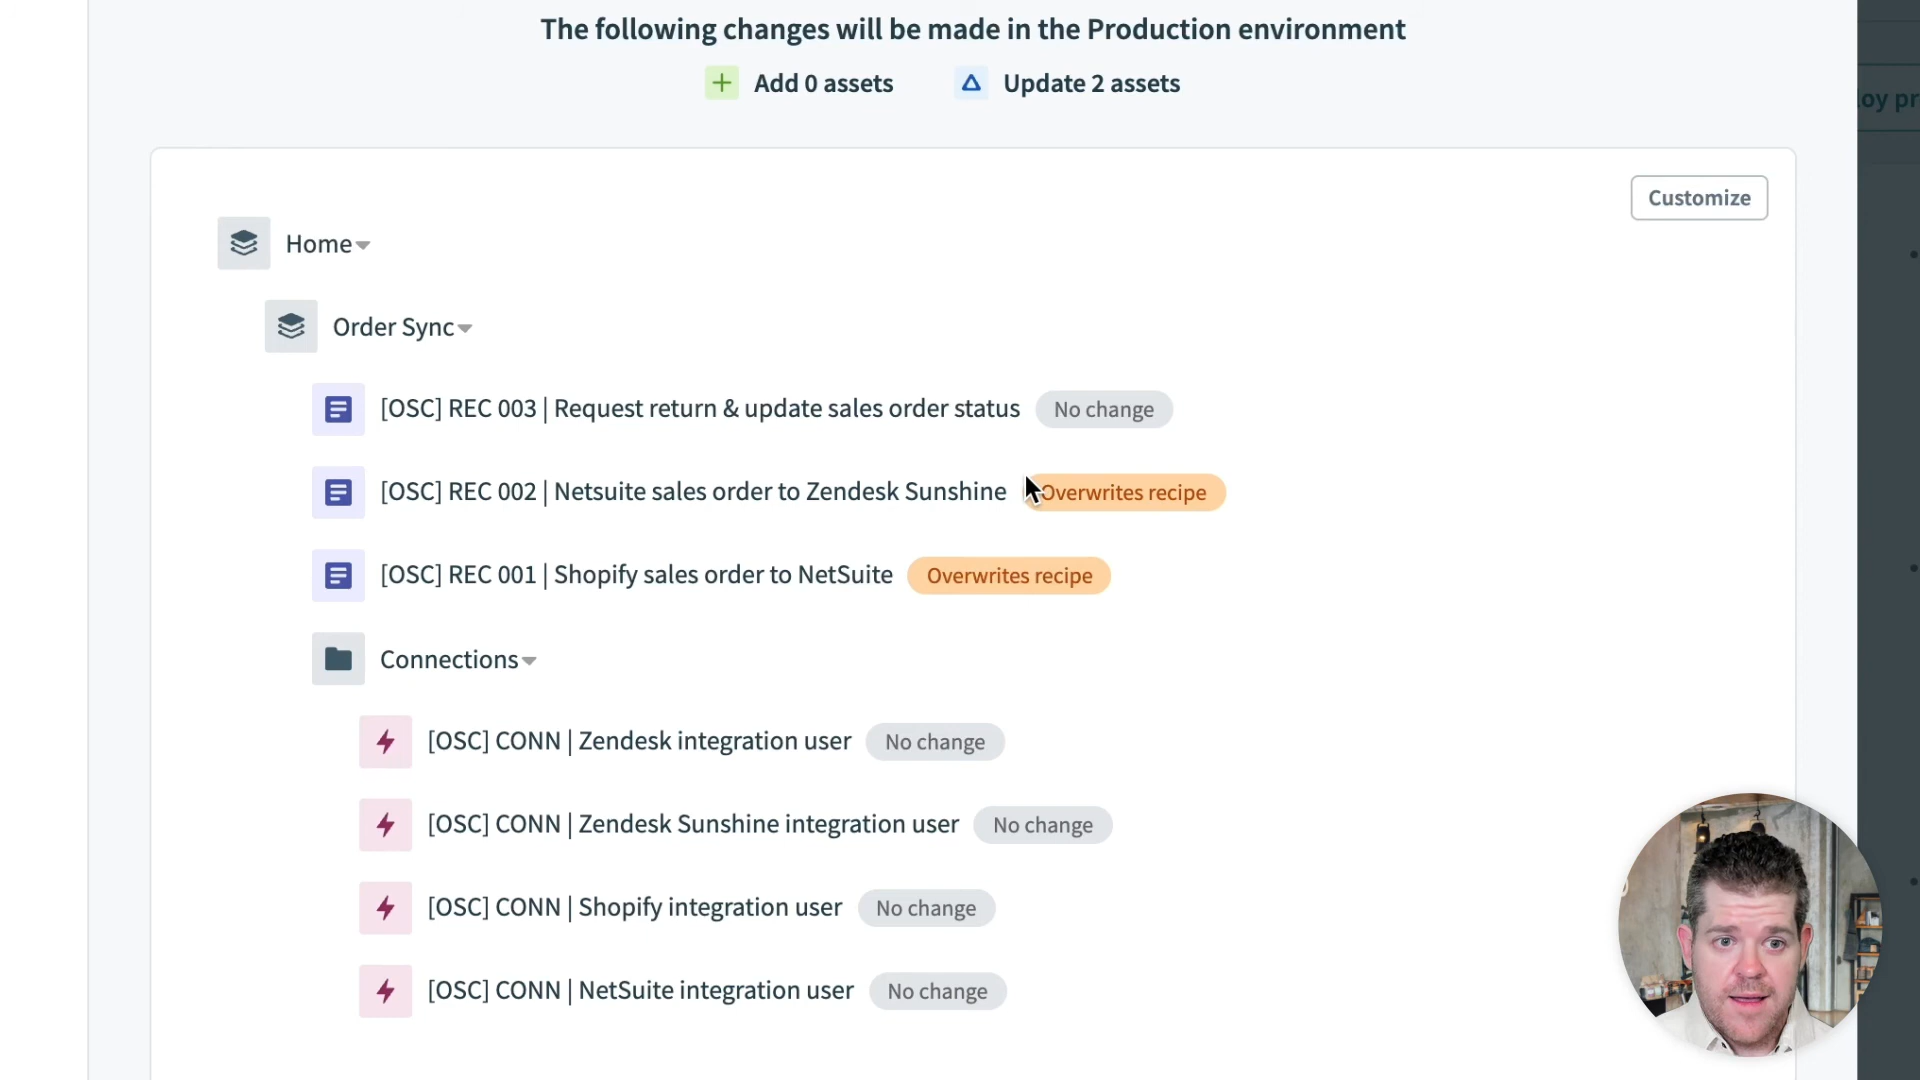 The following changes will be made in the Production environment
Add 0 assets
Update 2 assets
loy pr
Customize
Home
Order Sync
[OSC] REC 003 | Request return & update sales order status No change
[OSC] REC 002 | Netsuite sales order to Zendesk Sunshine Overwrites recipe
[OSC] REC 001 | Shopify sales order to NetSuite Overwrites recipe
Connections
[OSC] CONN | Zendesk integration user No change
[OSC] CONN | Zendesk Sunshine integration user No change
[OSC] CONN | Shopify integration user No change
[OSC] CONN | NetSuite integration user No change